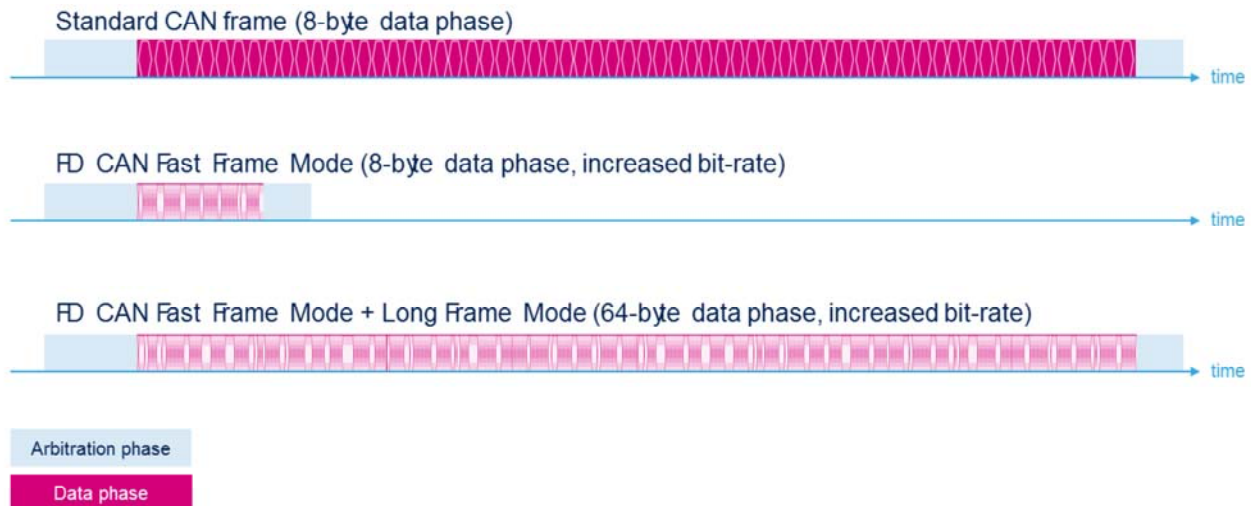 Standard CAN frame (8-byte data phase)
time
FD CAN Fast Frame Mode (8-byte data phase, increased bit-rate)
time
FD CAN Fast Frame Mode + Long Frame Mode (64-byte data phase, increased bit-rate)
time
Arbitration phase
Data phase